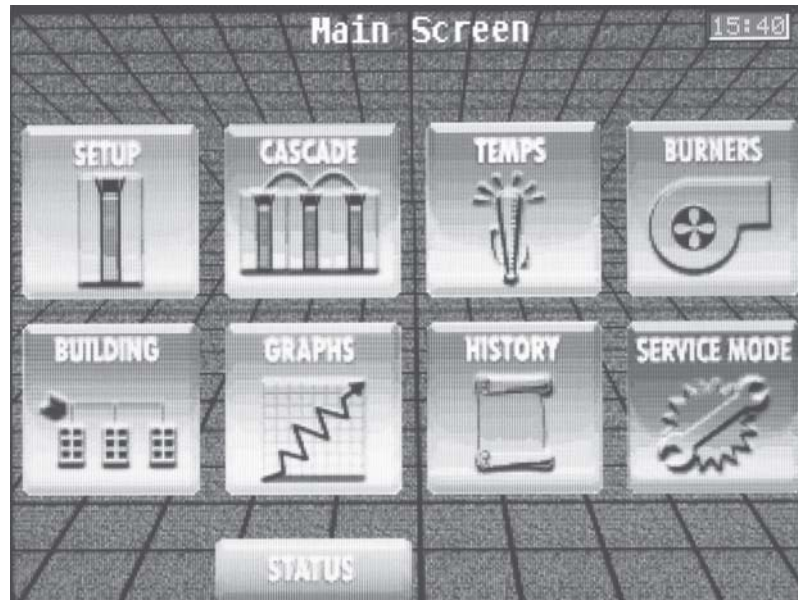 Main Screen 15:40
SETUP CASCADE TEMPS BURNERS
BUILDING GRAPHS HISTORY SERVICE MODE
STATUS